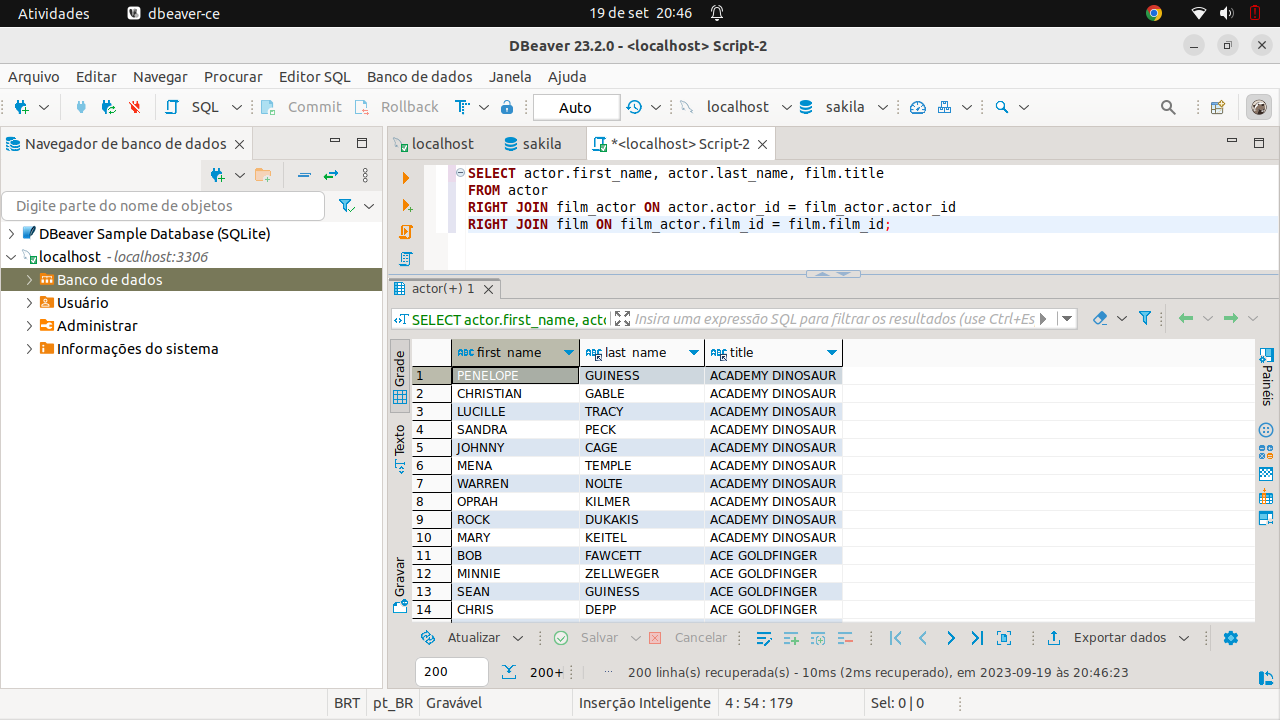 Atividades dbeaver-ce 19 de set 20:46
DBeaver 23.2.0 - <localhost> Script-2
Arquivo Editar Navegar Procurar Editor SQL Banco de dados Janela Ajuda
SQL Commit Rollback Auto localhost sakila
Navegador de banco de dados
Digite parte do nome de objetos
DBeaver Sample Database (SQLite)
localhost - localhost:3306
Banco de dados
Usuário
Administrar
Informações do sistema
localhost sakila *<localhost> Script-2
SELECT actor.first_name, actor.last_name, film.title
FROM actor
RIGHT JOIN film_actor ON actor.actor_id = film_actor.actor_id
RIGHT JOIN film ON film_actor.film_id = film.film_id;
actor(+) 1
SELECT actor.first_name, acto Insira uma expressão SQL para filtrar os resultados (use Ctrl+Es
Grade
Texto
Gravar
first_name last_name title
1 PENELOPE GUINESS ACADEMY DINOSAUR
2 CHRISTIAN GABLE ACADEMY DINOSAUR
3 LUCILLE TRACY ACADEMY DINOSAUR
4 SANDRA PECK ACADEMY DINOSAUR
5 JOHNNY CAGE ACADEMY DINOSAUR
6 MENA TEMPLE ACADEMY DINOSAUR
7 WARREN NOLTE ACADEMY DINOSAUR
8 OPRAH KILMER ACADEMY DINOSAUR
9 ROCK DUKAKIS ACADEMY DINOSAUR
10 MARY KEITEL ACADEMY DINOSAUR
11 BOB FAWCETT ACE GOLDFINGER
12 MINNIE ZELLWEGER ACE GOLDFINGER
13 SEAN GUINESS ACE GOLDFINGER
14 CHRIS DEPP ACE GOLDFINGER
Painéis
Atualizar Salvar Cancelar Exportar dados
200 200+ ... 200 linha(s) recuperada(s) - 10ms (2ms recuperado), em 2023-09-19 às 20:46:23
BRT pt_BR Gravável Inserção Inteligente 4 : 54 : 179 Sel: 0 | 0